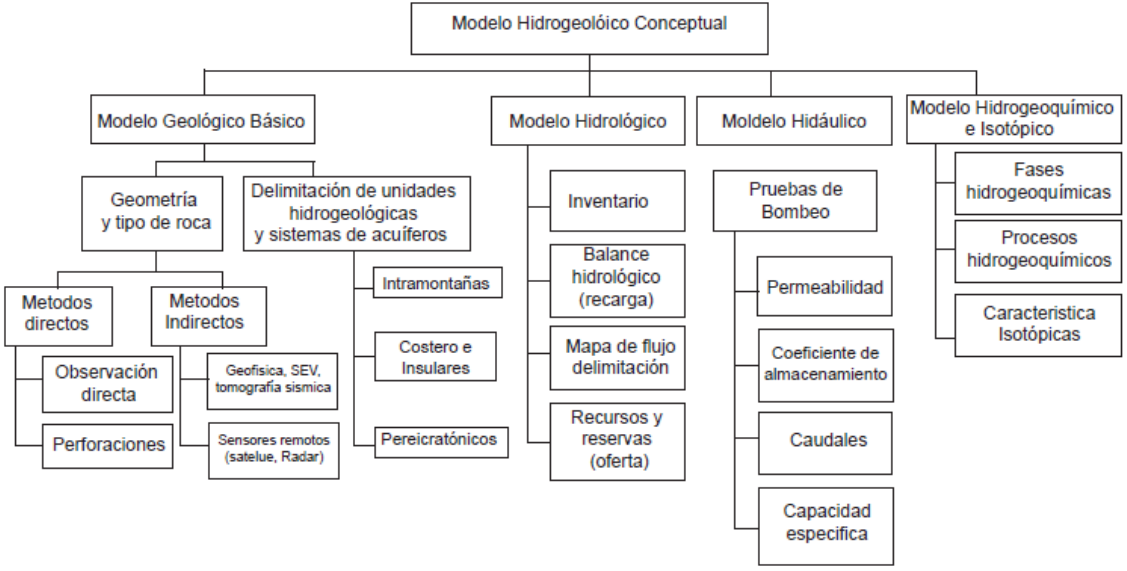 Modelo Hidrogeolóico Conceptual
Modelo Geológico Básico
Modelo Hidrológico
Moldelo Hidáulico
Modelo Hidrogeoquímico
e Isotópico
Geometría
y tipo de roca
Delimitación de unidades
hidrogeológicas
y sistemas de acuíferos
Metodos
directos
Metodos
Indirectos
Observación
directa
Perforaciones
Geofisica, SEV,
tomografía sismica
Sensores remotos
(satelue, Radar)
Intramontañas
Costero e
Insulares
Pereicratónicos
Inventario
Balance
hidrológico
(recarga)
Mapa de flujo
delimitación
Recursos y
reservas
(oferta)
Pruebas de
Bombeo
Permeabilidad
Coeficiente de
almacenamiento
Caudales
Capacidad
especifica
Fases
hidrogeoquímicas
Procesos
hidrogeoquímicos
Caracteristica
Isotópicas